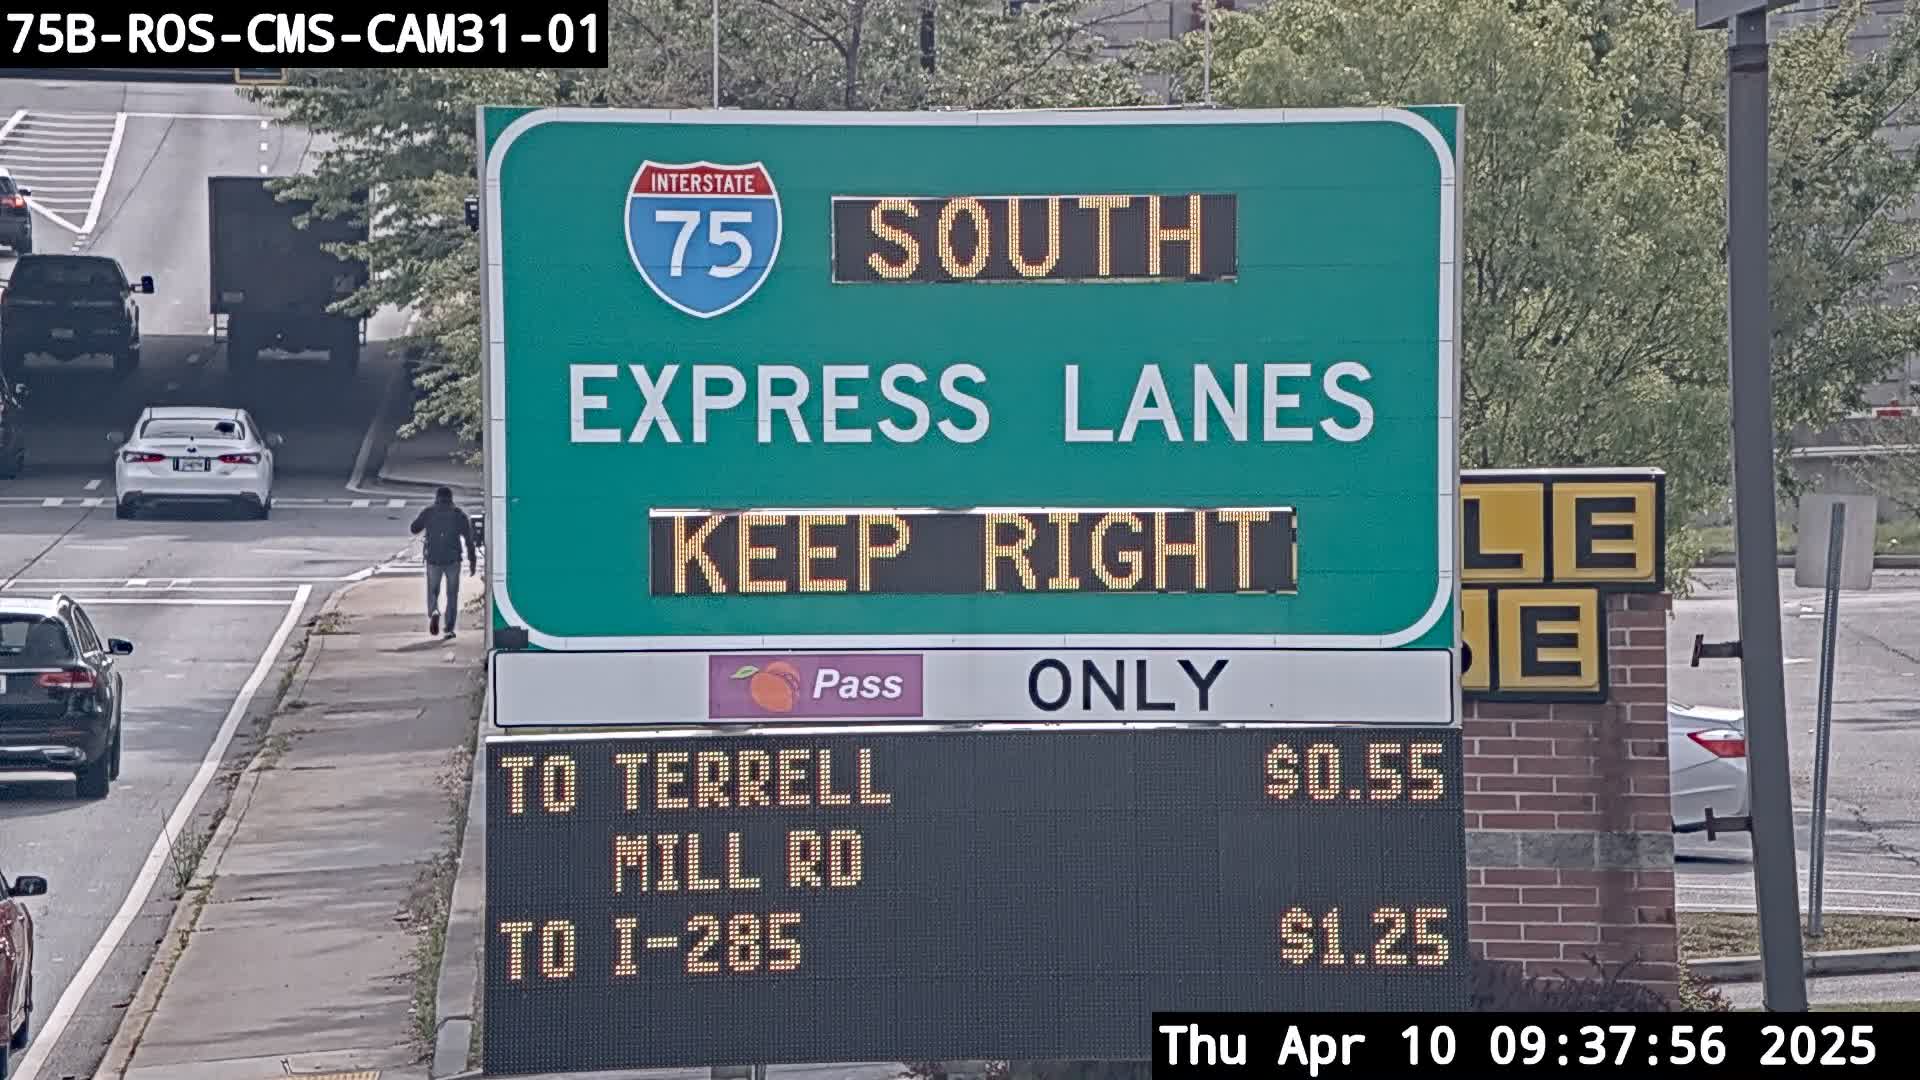 75B-ROS-CMS-CAM31-01
INTERSTATE
75
SOUTH
EXPRESS LANES
KEEP RIGHT
Pass ONLY
LE
E
TO TERRELL $0.55
MILL RD
TO I-285 $1.25
Thu Apr 10 09:37:56 2025